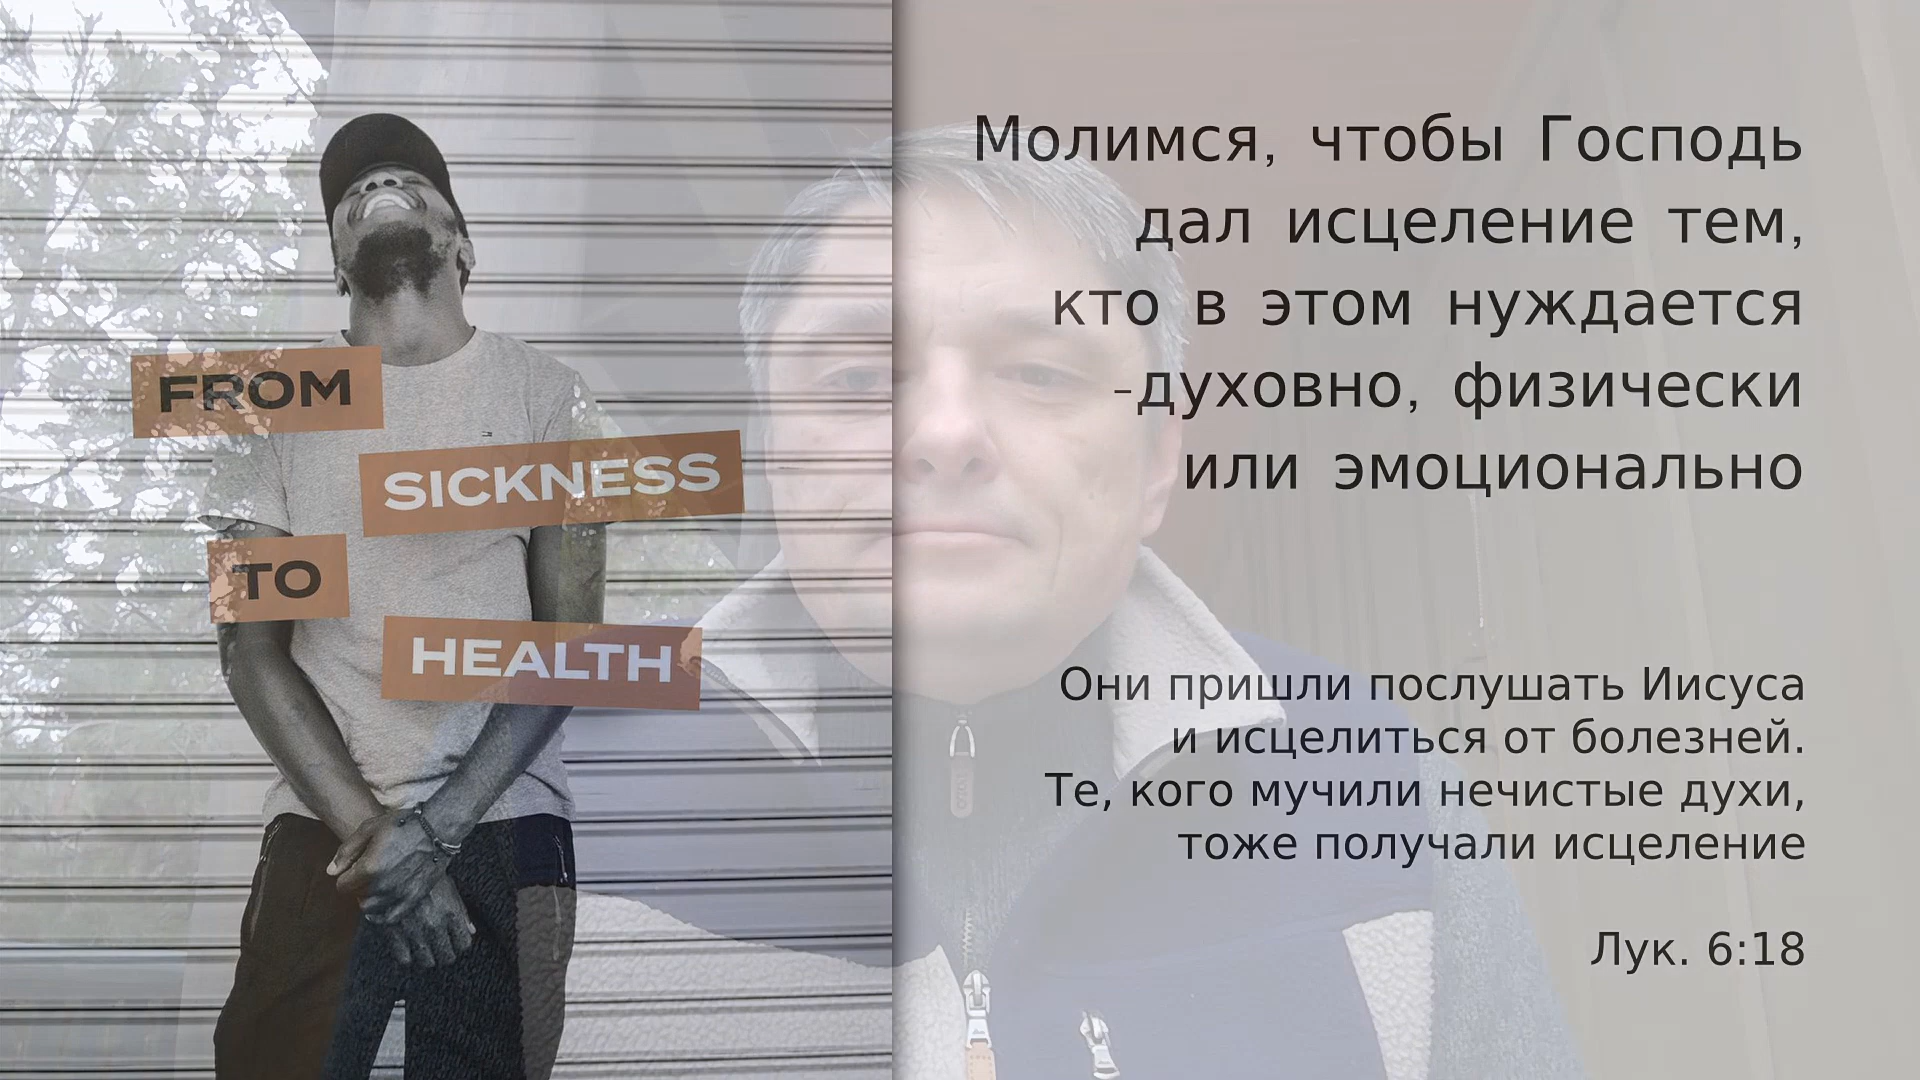 FROM
SICKNESS
TO
HEALTH
Молимся, чтобы Господь
дал исцеление тем,
кто в этом нуждается
-духовно, физически
или эмоционально
Они пришли послушать Иисуса
и исцелиться от болезней.
Те, кого мучили нечистые духи,
тоже получали исцеление
Лук. 6:18